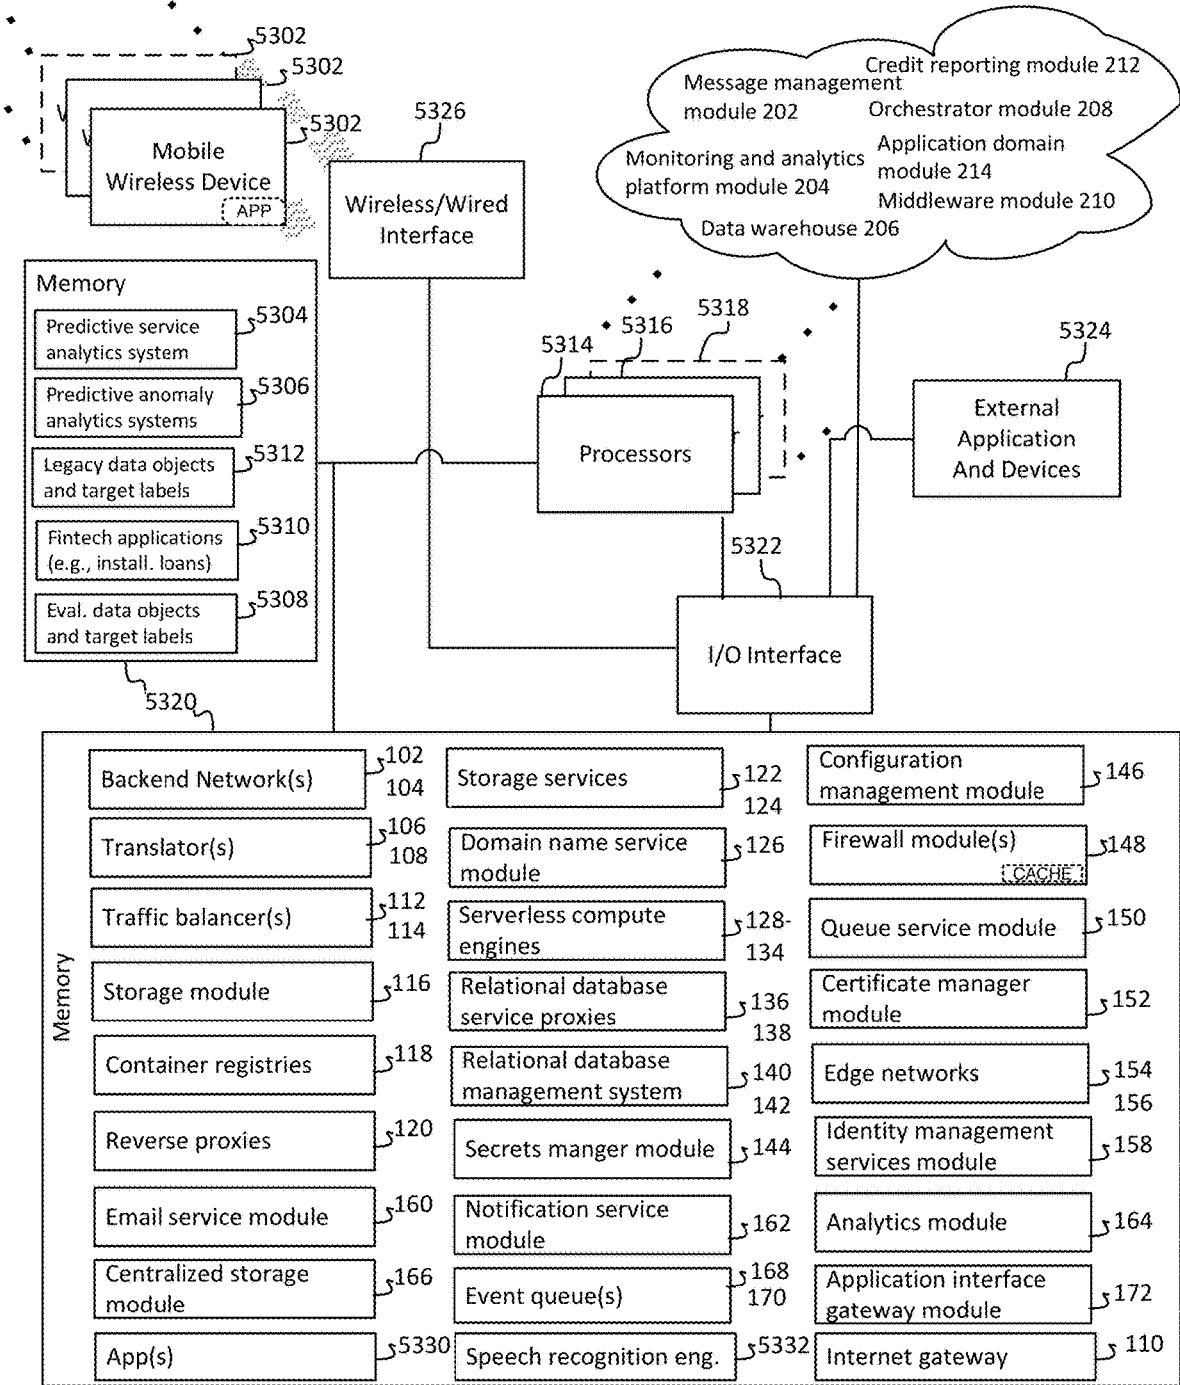 5302
5302
5302
Mobile
Wireless Device
APP
5326
Wireless/Wired
Interface
Credit reporting module 212
Message management
module 202
Orchestrator module 208
Application domain
module 214
Monitoring and analytics
platform module 204
Middleware module 210
Data warehouse 206
Memory
Predictive service
analytics system
5304
Predictive anomaly
analytics systems
5306
Legacy data objects
and target labels
5312
Fintech applications
(e.g., install. loans)
5310
Eval. data objects
and target labels
5308
5320
5314
5316
5318
Processors
5324
External
Application
And Devices
5322
I/O Interface
Memory
Backend Network(s)
102
104
Translator(s)
106
108
Traffic balancer(s)
112
114
Storage module
116
Container registries
118
Reverse proxies
120
Email service module
160
Centralized storage
module
166
App(s)
5330
Storage services
122
124
Domain name service
module
126
Serverless compute
engines
128-
134
Relational database
service proxies
136
138
Relational database
management system
140
142
Secrets manger module
144
Notification service
module
162
Event queue(s)
168
170
Speech recognition eng.
5332
Configuration
management module
146
Firewall module(s)
CACHE
148
Queue service module
150
Certificate manager
module
152
Edge networks
154
156
Identity management
services module
158
Analytics module
164
Application interface
gateway module
172
Internet gateway
110